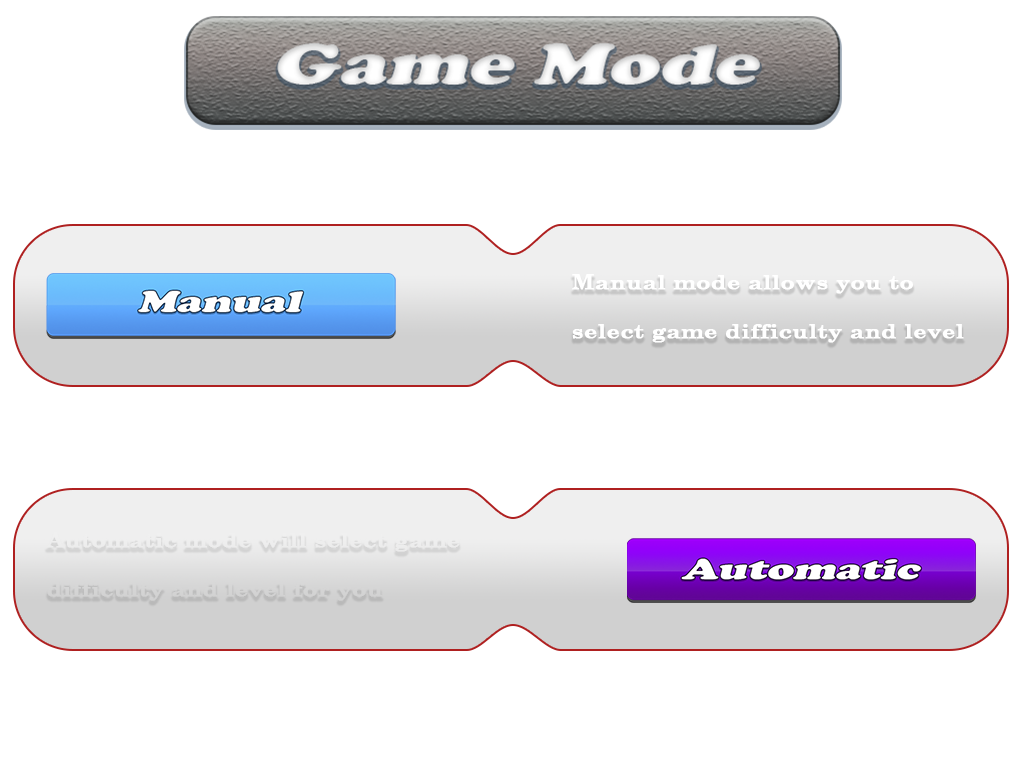 Game Mode
Manual
Manual mode allows you to
select game difficulty and level
Automatic mode will select game
difficulty and level for you
Automatic